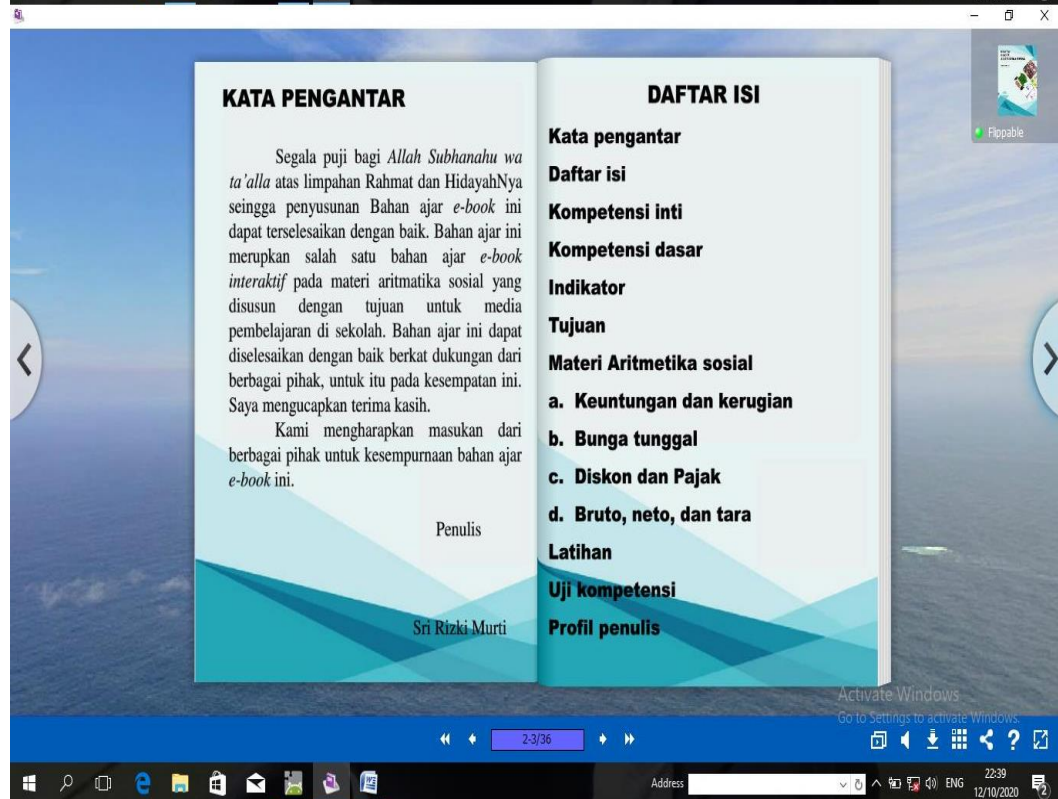 KATA PENGANTAR
Segala puji bagi Allah Subhanahu wa
ta'alla atas limpahan Rahmat dan HidayahNya
seingga penyusunan Bahan ajar e-book ini
dapat terselesaikan dengan baik. Bahan ajar ini
merupkan salah satu bahan ajar e-book
interaktif pada materi aritmatika sosial yang
disusun dengan tujuan untuk media
pembelajaran di sekolah. Bahan ajar ini dapat
diselesaikan dengan baik berkat dukungan dari
berbagai pihak, untuk itu pada kesempatan ini.
Saya mengucapkan terima kasih.
Kami mengharapkan masukan dari
berbagai pihak untuk kesempurnaan bahan ajar
e-book ini.
Penulis
Sri Rizki Murti
DAFTAR ISI
Kata pengantar
Daftar isi
Kompetensi inti
Kompetensi dasar
Indikator
Tujuan
Materi Aritmetika sosial
a. Keuntungan dan kerugian
b. Bunga tunggal
c. Diskon dan Pajak
d. Bruto, neto, dan tara
Latihan
Uji kompetensi
Profil penulis
Flippable
Activate Windows
Go to Settings to activate Windows.
2-3/36
Address
ENG
22:39
12/10/2020
2